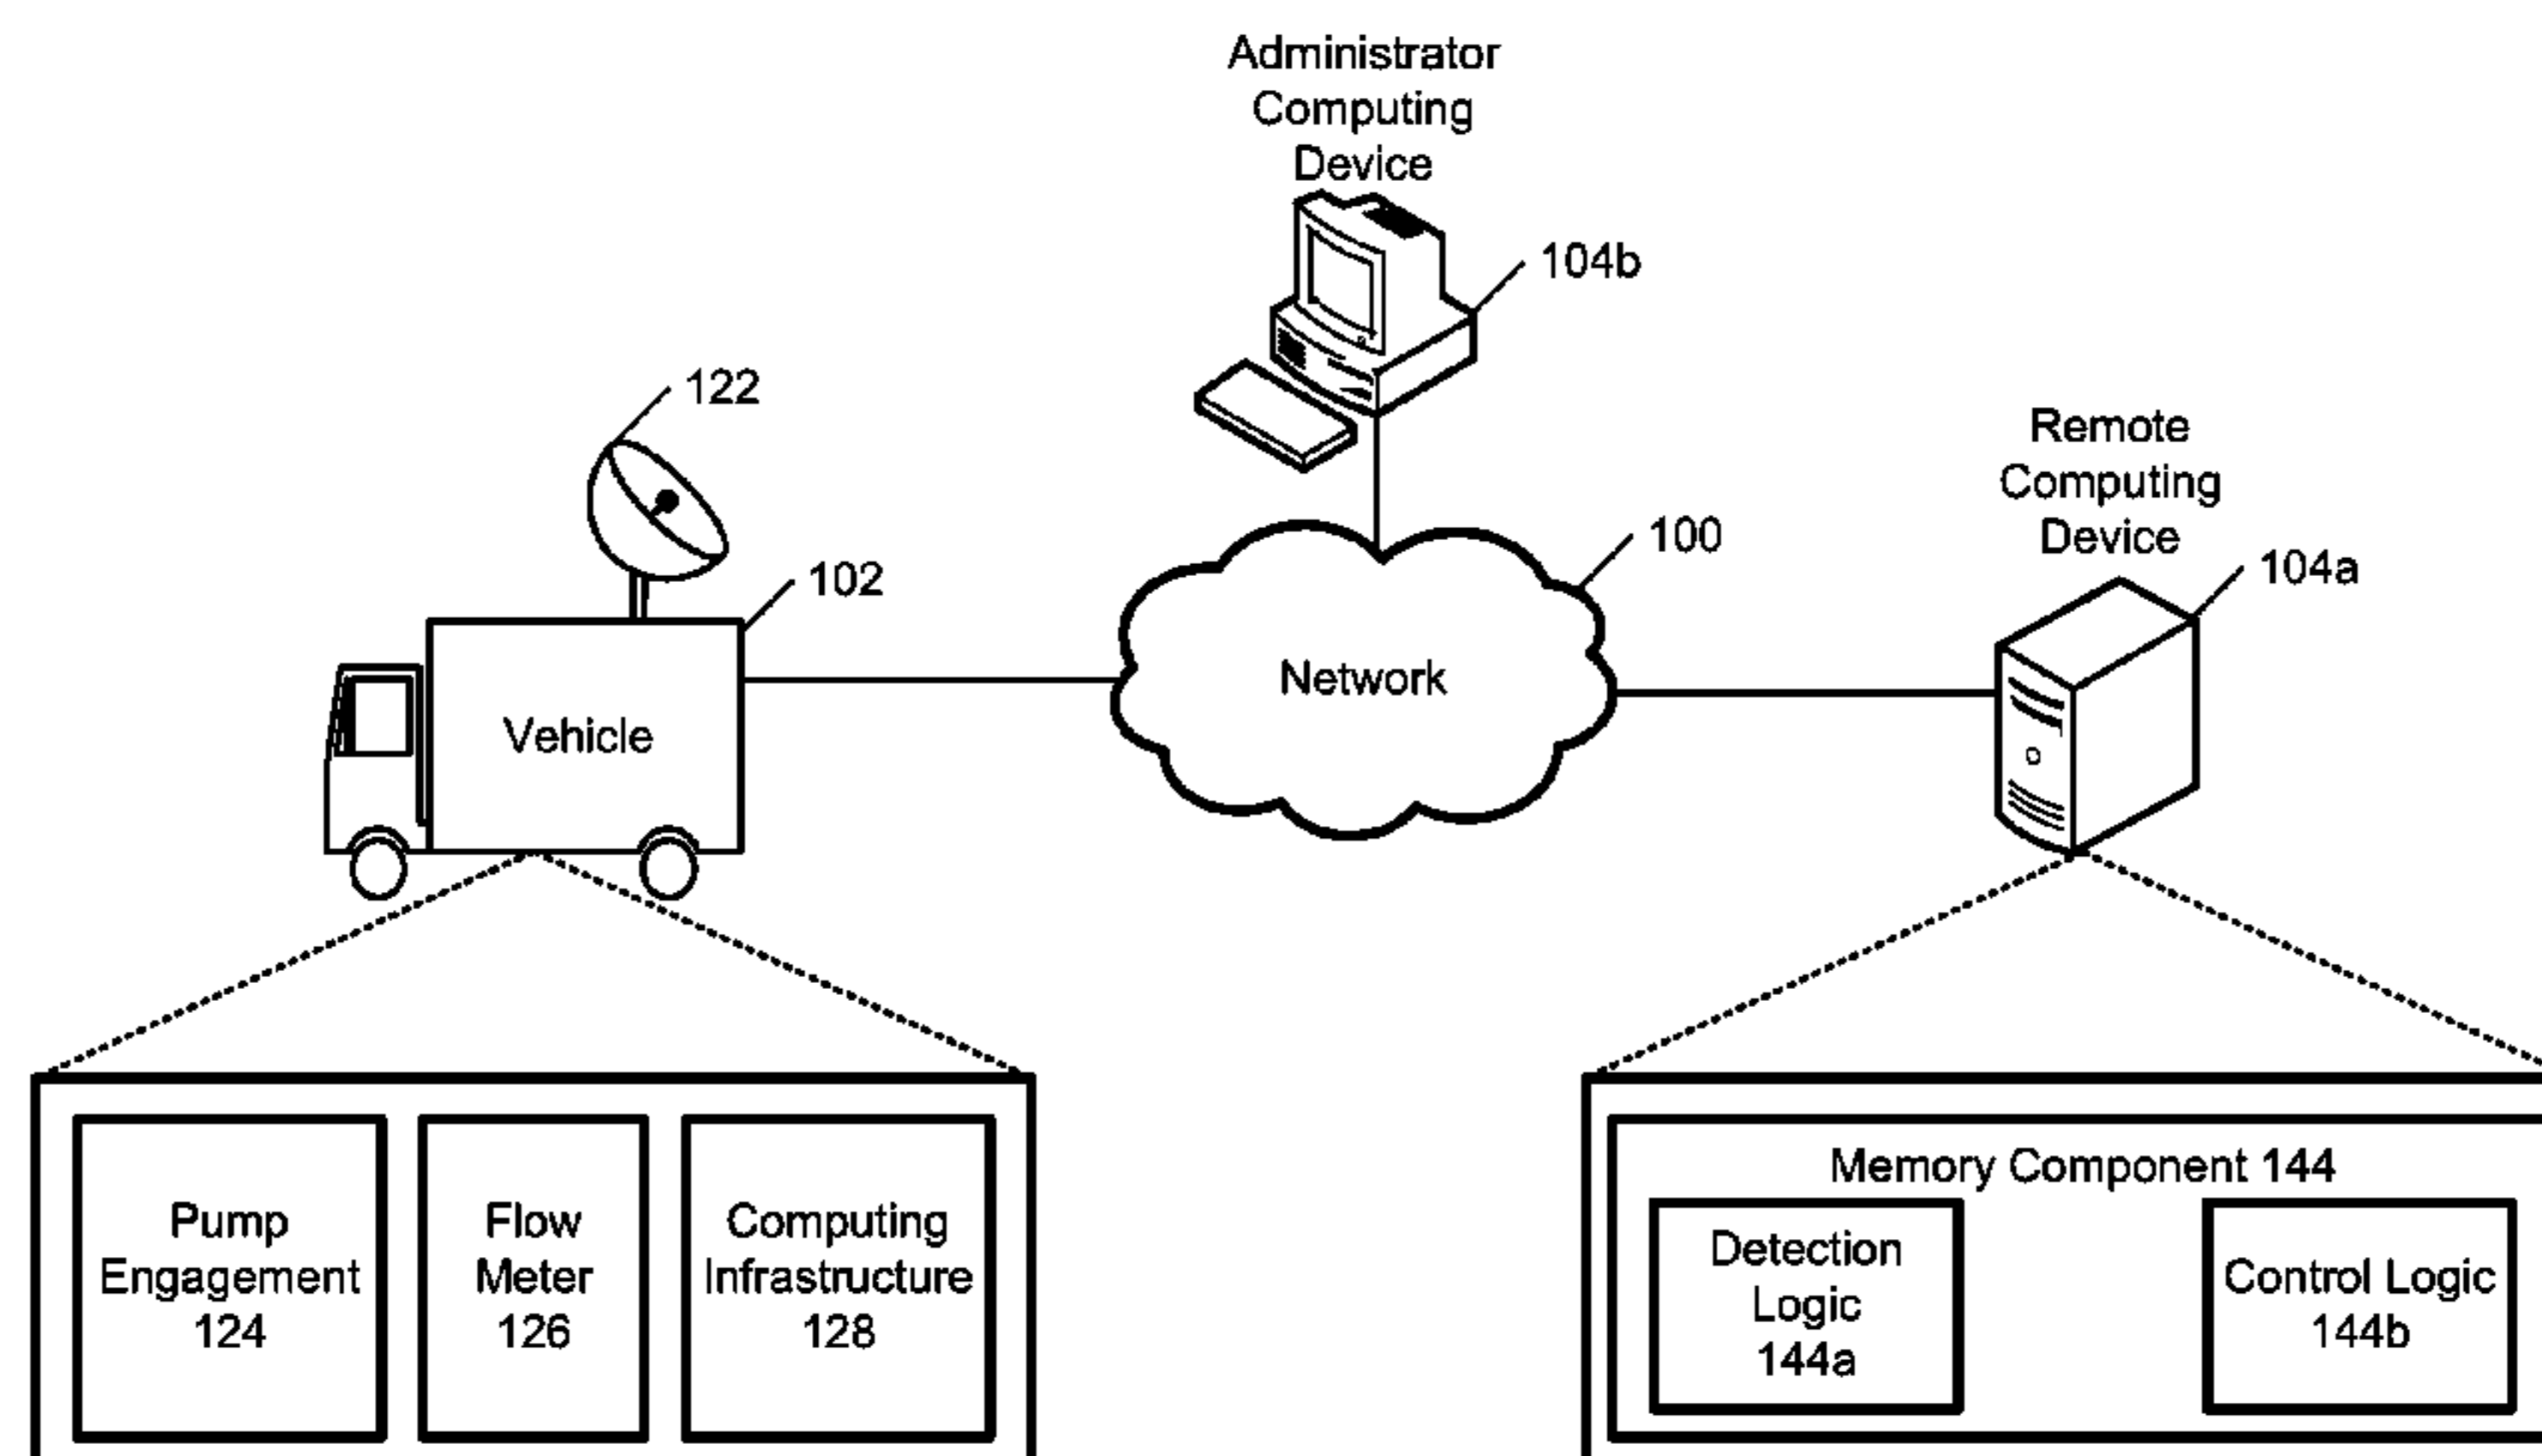 Administrator
Computing
Device
104b
122
Remote
Computing
Device
100
104a
102
Network
Vehicle
Pump
Engagement
124
Flow
Meter
126
Computing
Infrastructure
128
Memory Component 144
Detection
Logic
144a
Control Logic
144b